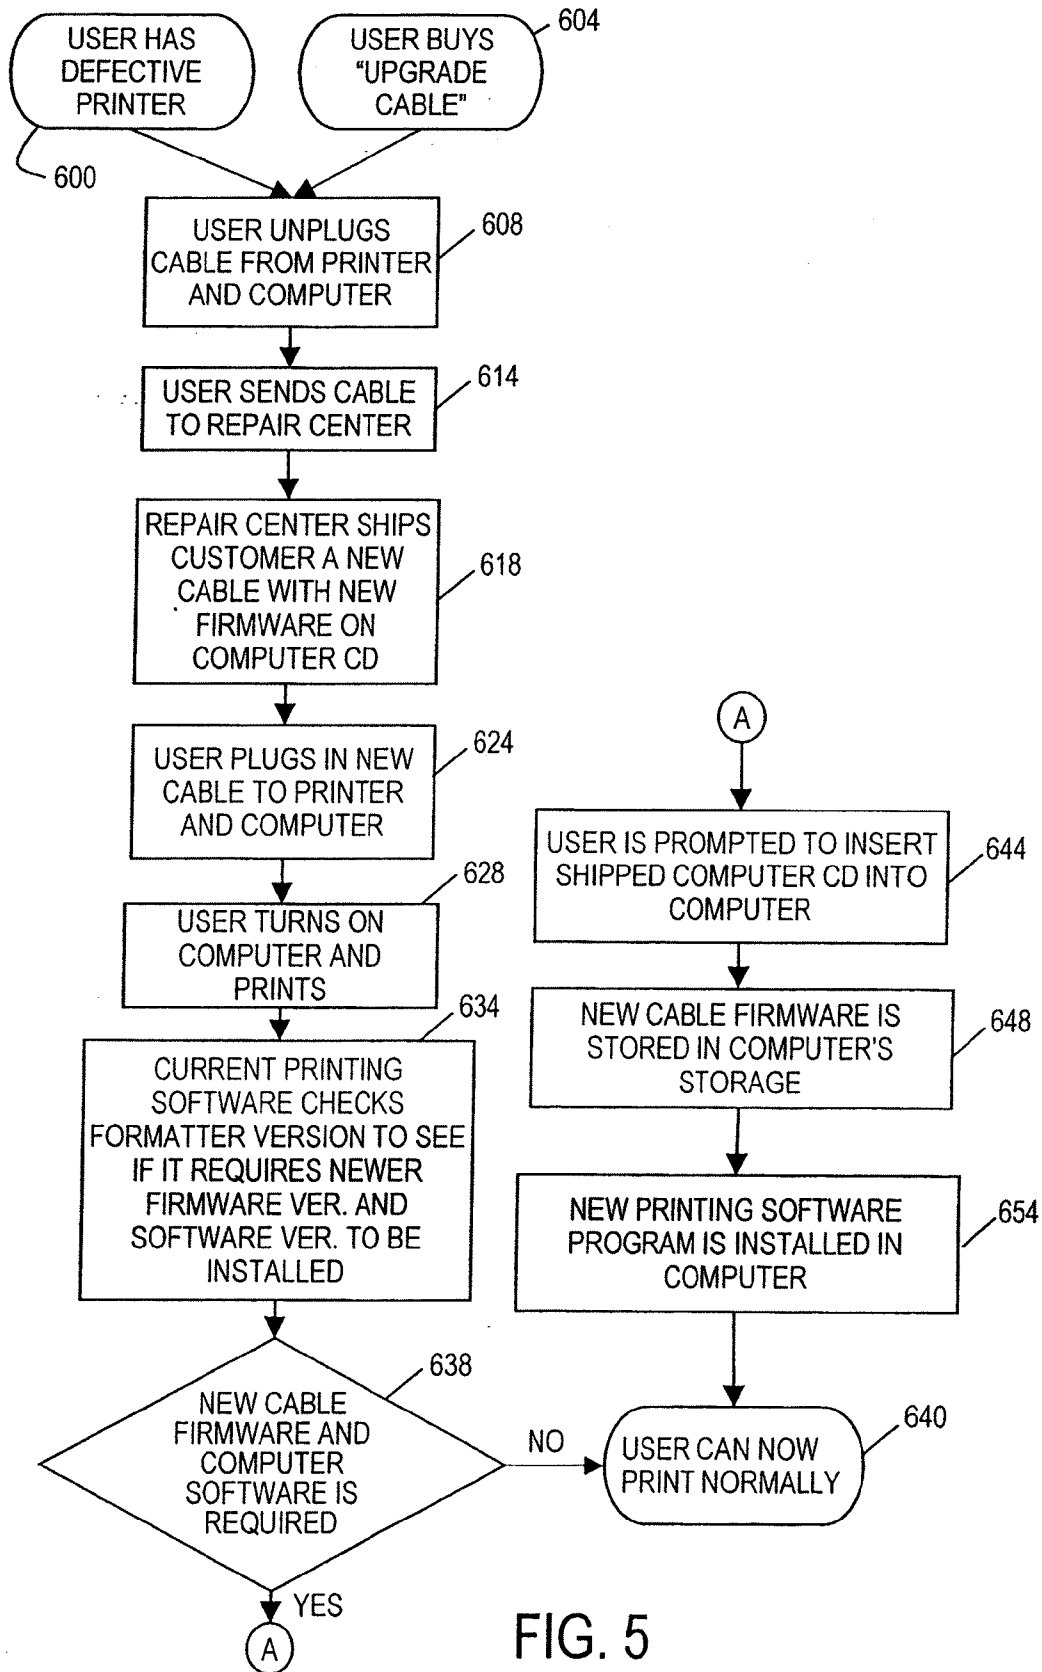 USER HAS
DEFECTIVE
PRINTER
600
USER BUYS
“UPGRADE
CABLE”
604
USER UNPLUGS
CABLE FROM PRINTER
AND COMPUTER
608
USER SENDS CABLE
TO REPAIR CENTER
614
REPAIR CENTER SHIPS
CUSTOMER A NEW
CABLE WITH NEW
FIRMWARE ON
COMPUTER CD
618
USER PLUGS IN NEW
CABLE TO PRINTER
AND COMPUTER
624
USER TURNS ON
COMPUTER AND
PRINTS
628
CURRENT PRINTING
SOFTWARE CHECKS
FORMATTER VERSION TO SEE
IF IT REQUIRES NEWER
FIRMWARE VER. AND
SOFTWARE VER. TO BE
INSTALLED
634
NEW CABLE
FIRMWARE AND
COMPUTER
SOFTWARE IS
REQUIRED
638
NO
YES
A
A
USER IS PROMPTED TO INSERT
SHIPPED COMPUTER CD INTO
COMPUTER
644
NEW CABLE FIRMWARE IS
STORED IN COMPUTER'S
STORAGE
648
NEW PRINTING SOFTWARE
PROGRAM IS INSTALLED IN
COMPUTER
654
USER CAN NOW
PRINT NORMALLY
640
FIG. 5